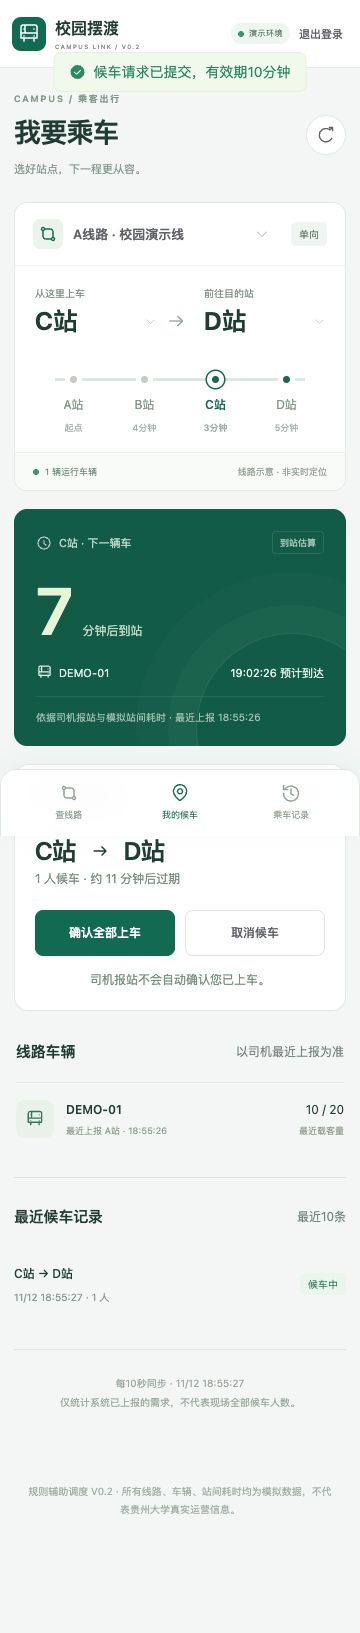 校园摆渡
CAMPUS LINK / V0.2
演示环境
退出登录
候车请求已提交，有效期10分钟
CAMPUS / 乘客出行
我要乘车
选好站点，下一程更从容。
A线路 · 校园演示线
单向
从这里上车
前往目的站
C站
D站
A站
B站
C站
D站
起点
4分钟
3分钟
5分钟
1 辆运行车辆
线路示意 · 非实时定位
C站 · 下一辆车
到站估算
7 分钟后到站
DEMO-01
19:02:26 预计到达
依据司机报站与模拟站间耗时 · 最近上报 18:55:26
查线路
我的候车
乘车记录
C站 → D站
1 人候车 · 约 11 分钟后过期
确认全部上车
取消候车
司机报站不会自动确认您已上车。
线路车辆
以司机最近上报为准
DEMO-01
10 / 20
最近上报 A站 · 18:55:26
最近载客量
最近候车记录
最近10条
C站 → D站
11/12 18:55:27 · 1 人
候车中
每10秒同步 · 11/12 18:55:27
仅统计系统已上报的需求，不代表现场全部候车人数。
规则辅助调度 V0.2 · 所有线路、车辆、站间耗时均为模拟数据，不代
表贵州大学真实运营信息。